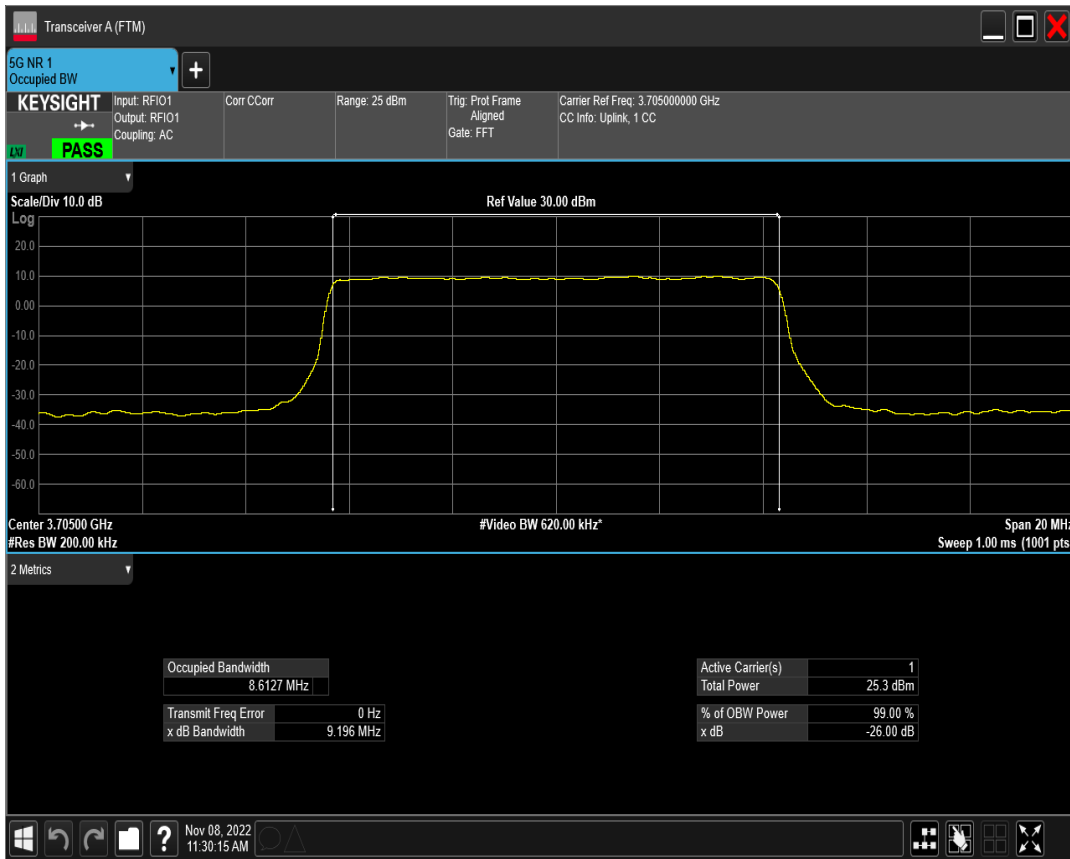 Transceiver A (FTM)
5G NR 1
Occupied BW
+
KEYSIGHT
LXI
PASS
Input: RFIO1
Output: RFIO1
Coupling: AC
Corr CCorr
Range: 25 dBm
Trig: Prot Frame
Aligned
Gate: FFT
Carrier Ref Freq: 3.705000000 GHz
CC Info: Uplink, 1 CC
1 Graph
Scale/Div 10.0 dB
Ref Value 30.00 dBm
Log
20.0
10.0
0.00
-10.0
-20.0
-30.0
-40.0
-50.0
-60.0
Center 3.70500 GHz
#Video BW 620.00 kHz*
Span 20 MHz
#Res BW 200.00 kHz
Sweep 1.00 ms (1001 pts
2 Metrics
Occupied Bandwidth
8.6127 MHz
Transmit Freq Error 0 Hz
x dB Bandwidth 9.196 MHz
Active Carrier(s) 1
Total Power 25.3 dBm
% of OBW Power 99.00 %
x dB -26.00 dB
?
Nov 08, 2022
11:30:15 AM